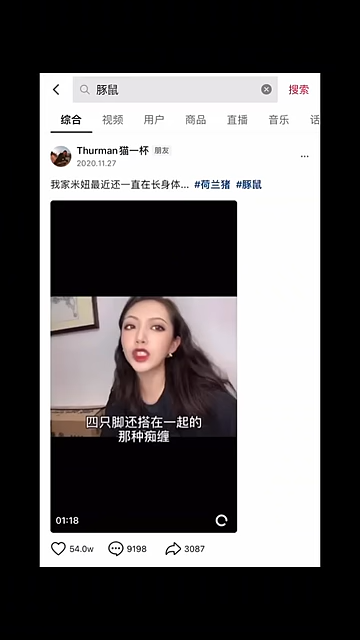 豚鼠
搜索
综合 视频 用户 商品 直播 音乐 话
Thurman猫一杯 朋友
2020.11.27
我家米妞最近还一直在长身体... #荷兰猪 #豚鼠
四只脚还搭在一起的
那种痴缠
01:18
54.0w 9198 3087